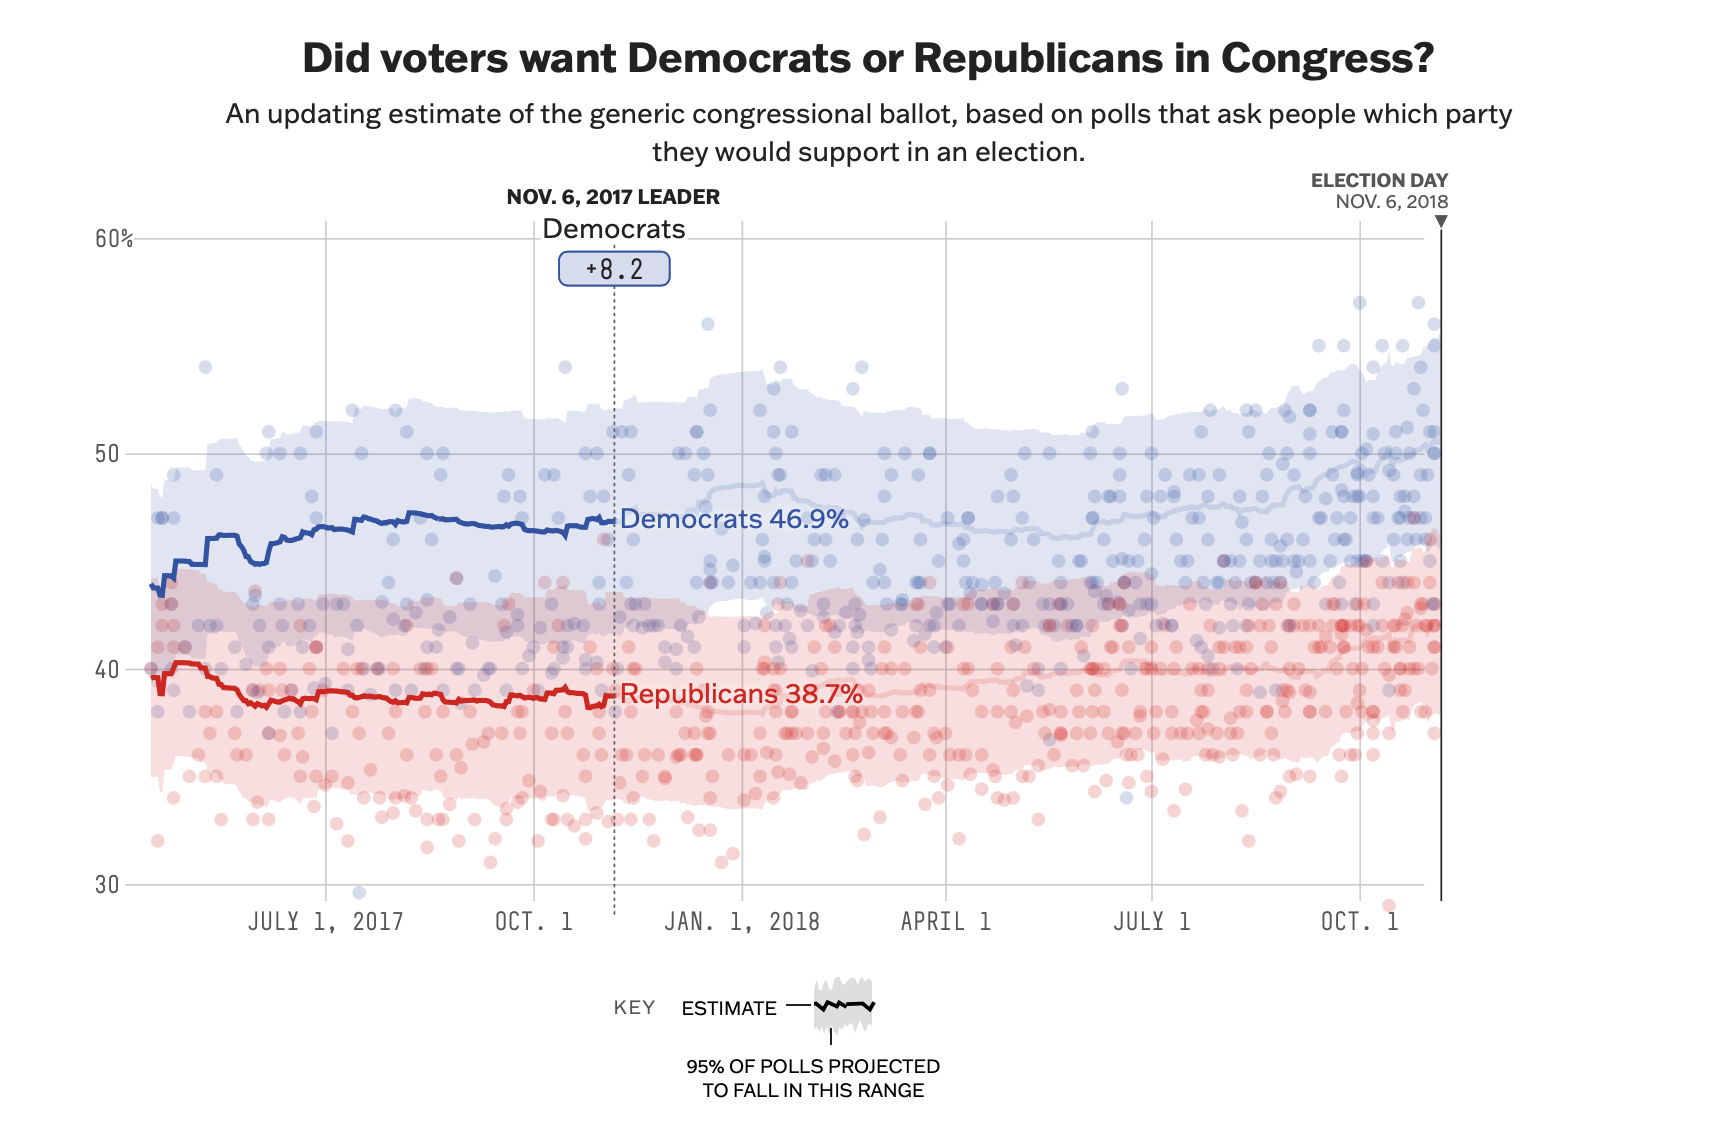 Did voters want Democrats or Republicans in Congress?
An updating estimate of the generic congressional ballot, based on polls that ask people which party
they would support in an election.
ELECTION DAY
NOV. 6, 2018
NOV. 6, 2017 LEADER
Democrats
+8.2
60%
50
40
30
Democrats 46.9%
Republicans 38.7%
JULY 1, 2017 OCT. 1 JAN. 1, 2018 APRIL 1 JULY 1 OCT. 1
KEY ESTIMATE
95% OF POLLS PROJECTED
TO FALL IN THIS RANGE